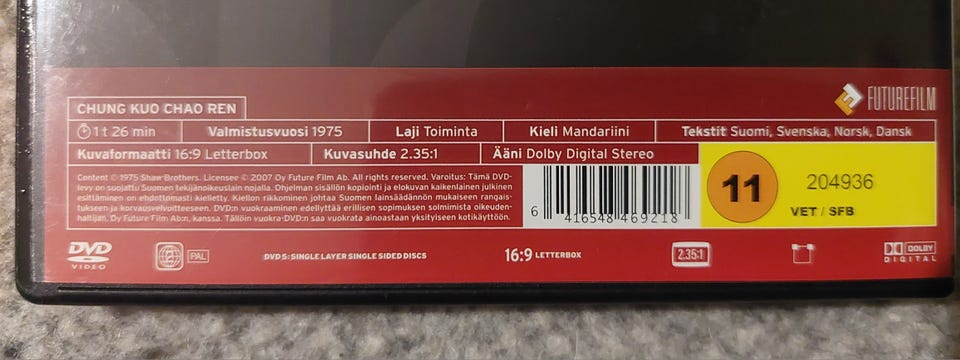 FUTUREFILM
CHUNG KUO CHAO REN
1 t 26 min Valmistusvuosi 1975 Laji Toiminta Kieli Mandariini Tekstit Suomi, Svenska, Norsk, Dansk
Kuvaformaatti 16:9 Letterbox Kuvasuhde 2.35:1 Ääni Dolby Digital Stereo
Content © 1975 Shaw Brothers. Licensee © 2007 Oy Future Film Ab. All rights reserved. Varoitus: Tämä DVD-
levy on suojattu Suomen tekijänoikeuslain nojalla. Ohjelman sisällön kopiointi ja elokuvan kaikenlainen julkinen
esittäminen on ehdottomasti kielletty. Kiellon rikkominen johtaa Suomen lainsäädännön mukaiseen rangais-
tukseen ja korvausvelvoitteeseen. DVD:n vuokraaminen edellyttää erillisen sopimuksen solmimista oikeuden-
haltijan, Oy Future Film Ab:n, kanssa. Tällöin vuokra-DVD:n saa vuokrata ainoastaan yksityiseen kotikäyttöön.
6 416548 469218
11
204936
VET / SFB
DVD VIDEO
2 PAL
DVD 5: SINGLE LAYER SINGLE SIDED DISCS
16:9 LETTERBOX
2.35:1
DOLBY DIGITAL